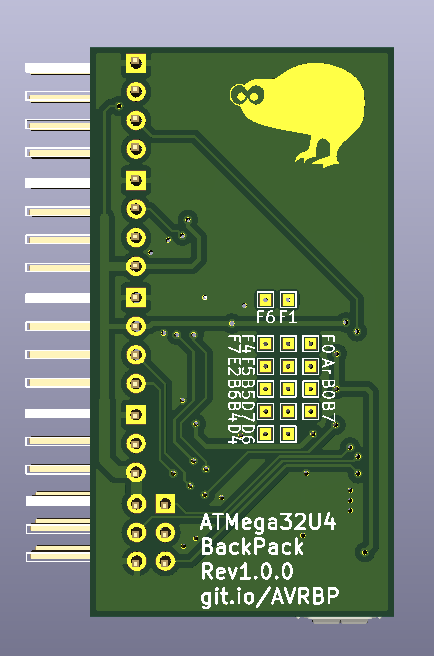 F6 F1
F7 F4 F0
E2 F5 Ar
B6 B5 B0
B4 D7 B7
D4 D6
ATMega32U4
BackPack
Rev1.0.0
git.io/AVRBP